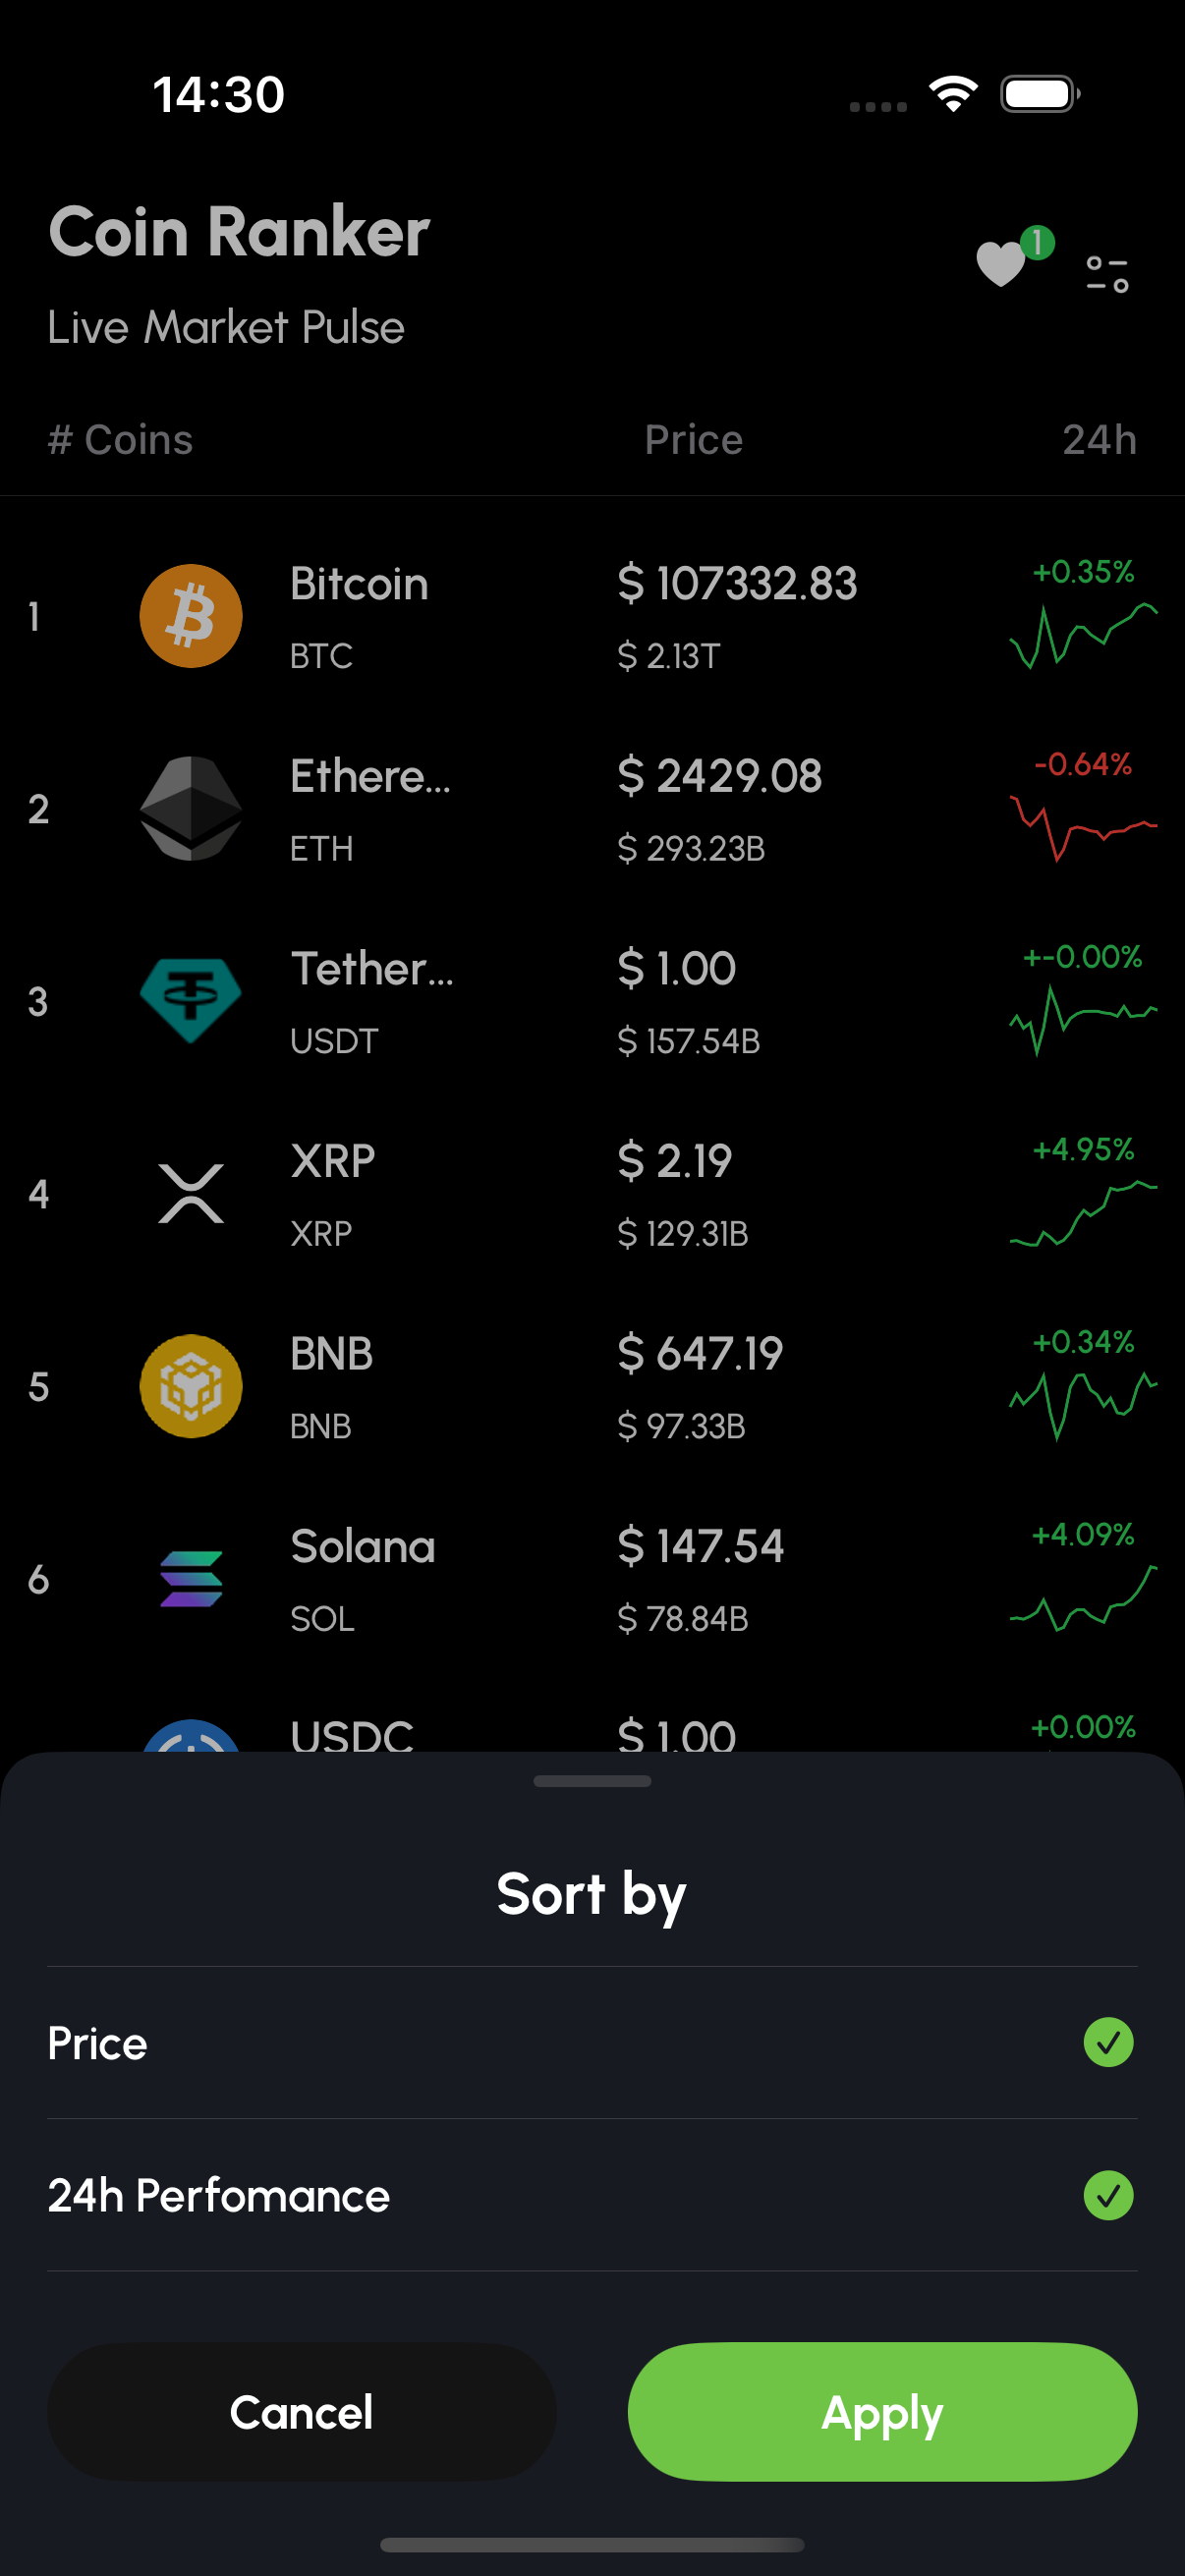 14:30
Coin Ranker
1
Live Market Pulse
# Coins Price 24h
1 Bitcoin $ 107332.83 +0.35%
BTC $ 2.13T
2 Ethere... $ 2429.08 -0.64%
ETH $ 293.23B
3 Tether... $ 1.00 +-0.00%
USDT $ 157.54B
4 XRP $ 2.19 +4.95%
XRP $ 129.31B
5 BNB $ 647.19 +0.34%
BNB $ 97.33B
6 Solana $ 147.54 +4.09%
SOL $ 78.84B
USDC $ 1.00 +0.00%
Sort by
Price
24h Perfomance
Cancel Apply